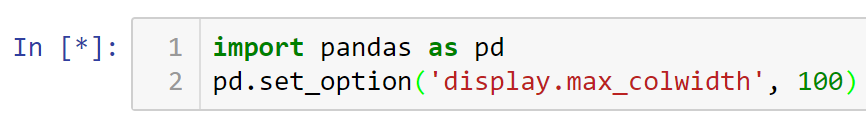 In [*]: 1 import pandas as pd
2 pd.set_option('display.max_colwidth', 100)